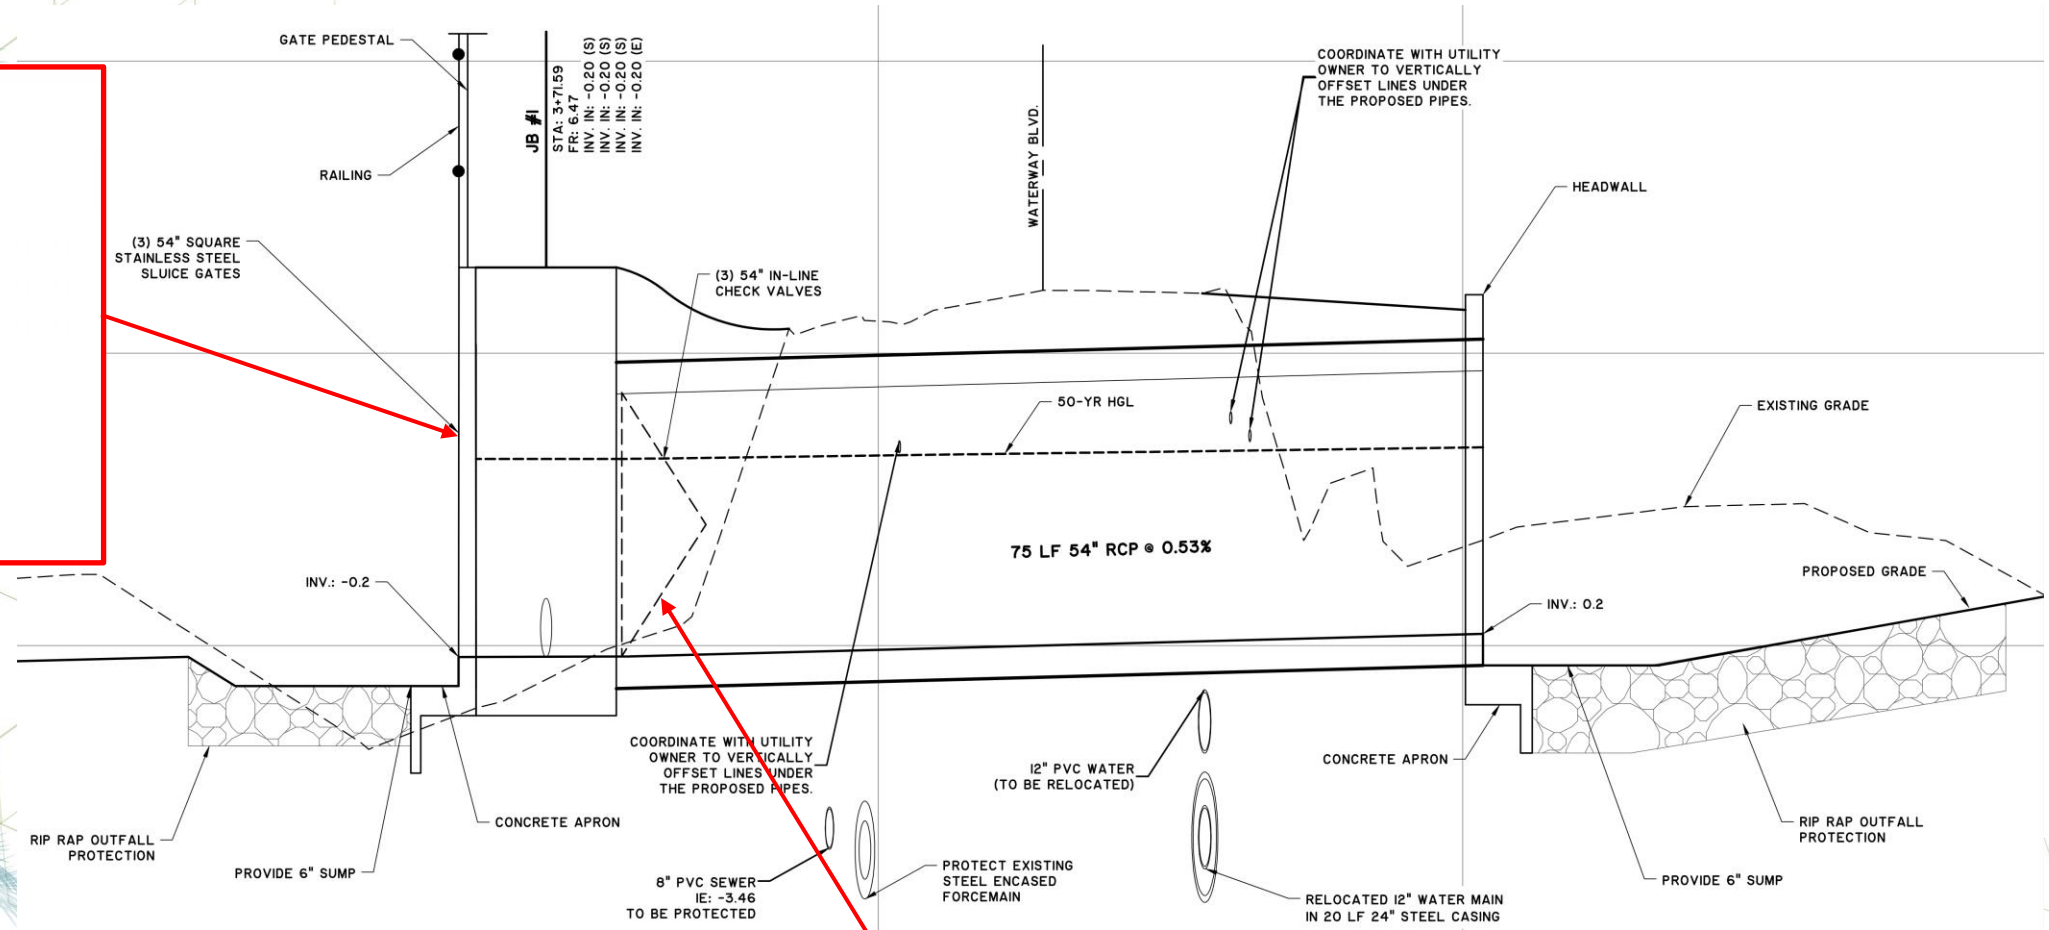 GATE PEDESTAL
RAILING
JB #1
STA: 3+71.59
FR: 6.47
INV. IN: -0.20 (S)
INV. IN: -0.20 (S)
INV. IN: -0.20 (S)
INV. IN: -0.20 (E)
WATERWAY BLVD.
COORDINATE WITH UTILITY
OWNER TO VERTICALLY
OFFSET LINES UNDER
THE PROPOSED PIPES.
HEADWALL
(3) 54" SQUARE
STAINLESS STEEL
SLUICE GATES
(3) 54" IN-LINE
CHECK VALVES
50-YR HGL
EXISTING GRADE
75 LF 54" RCP @ 0.53%
INV.: -0.2
PROPOSED GRADE
INV.: 0.2
COORDINATE WITH UTILITY
OWNER TO VERTICALLY
OFFSET LINES UNDER
THE PROPOSED PIPES.
12" PVC WATER
(TO BE RELOCATED)
CONCRETE APRON
RIP RAP OUTFALL
PROTECTION
CONCRETE APRON
RIP RAP OUTFALL
PROTECTION
PROVIDE 6" SUMP
8" PVC SEWER
IE: -3.46
TO BE PROTECTED
PROTECT EXISTING
STEEL ENCASED
FORCEMAIN
RELOCATED 12" WATER MAIN
IN 20 LF 24" STEEL CASING
PROVIDE 6" SUMP